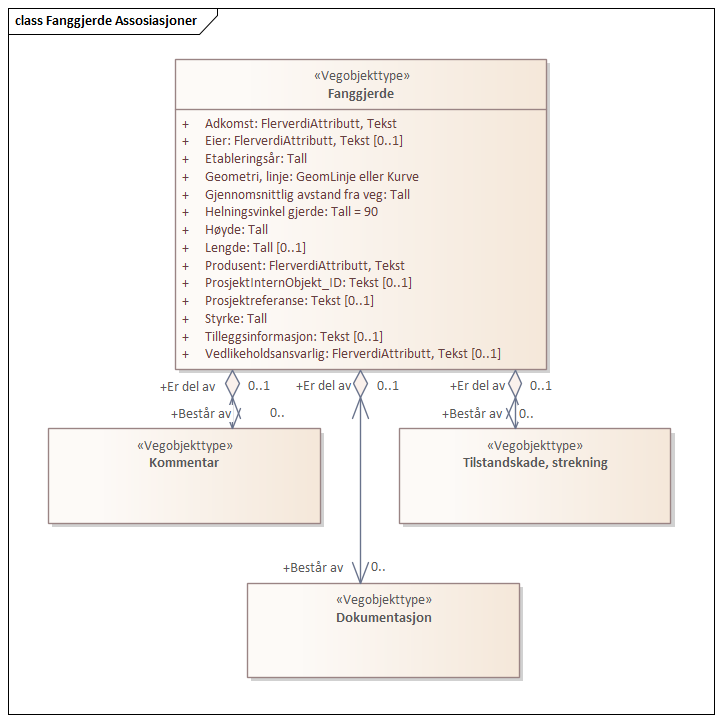 class Fanggjerde Assosiasjoner
«Vegobjekttype»
Fanggjerde
+ Adkomst: FlerverdiAttributt, Tekst
+ Eier: FlerverdiAttributt, Tekst [0..1]
+ Etableringsår: Tall
+ Geometri, linje: GeomLinje eller Kurve
+ Gjennomsnittlig avstand fra veg: Tall
+ Helningsvinkel gjerde: Tall = 90
+ Høyde: Tall
+ Lengde: Tall [0..1]
+ Produsent: FlerverdiAttributt, Tekst
+ ProsjektInternObjekt_ID: Tekst [0..1]
+ Prosjektreferanse: Tekst [0..1]
+ Styrke: Tall
+ Tilleggsinformasjon: Tekst [0..1]
+ Vedlikeholdsansvarlig: FlerverdiAttributt, Tekst [0..1]
+Er del av 0..1 +Er del av 0..1 +Er del av 0..1
+Består av 0.. +Består av 0..
«Vegobjekttype»
Kommentar
«Vegobjekttype»
Tilstandskade, strekning
+Består av 0..
«Vegobjekttype»
Dokumentasjon